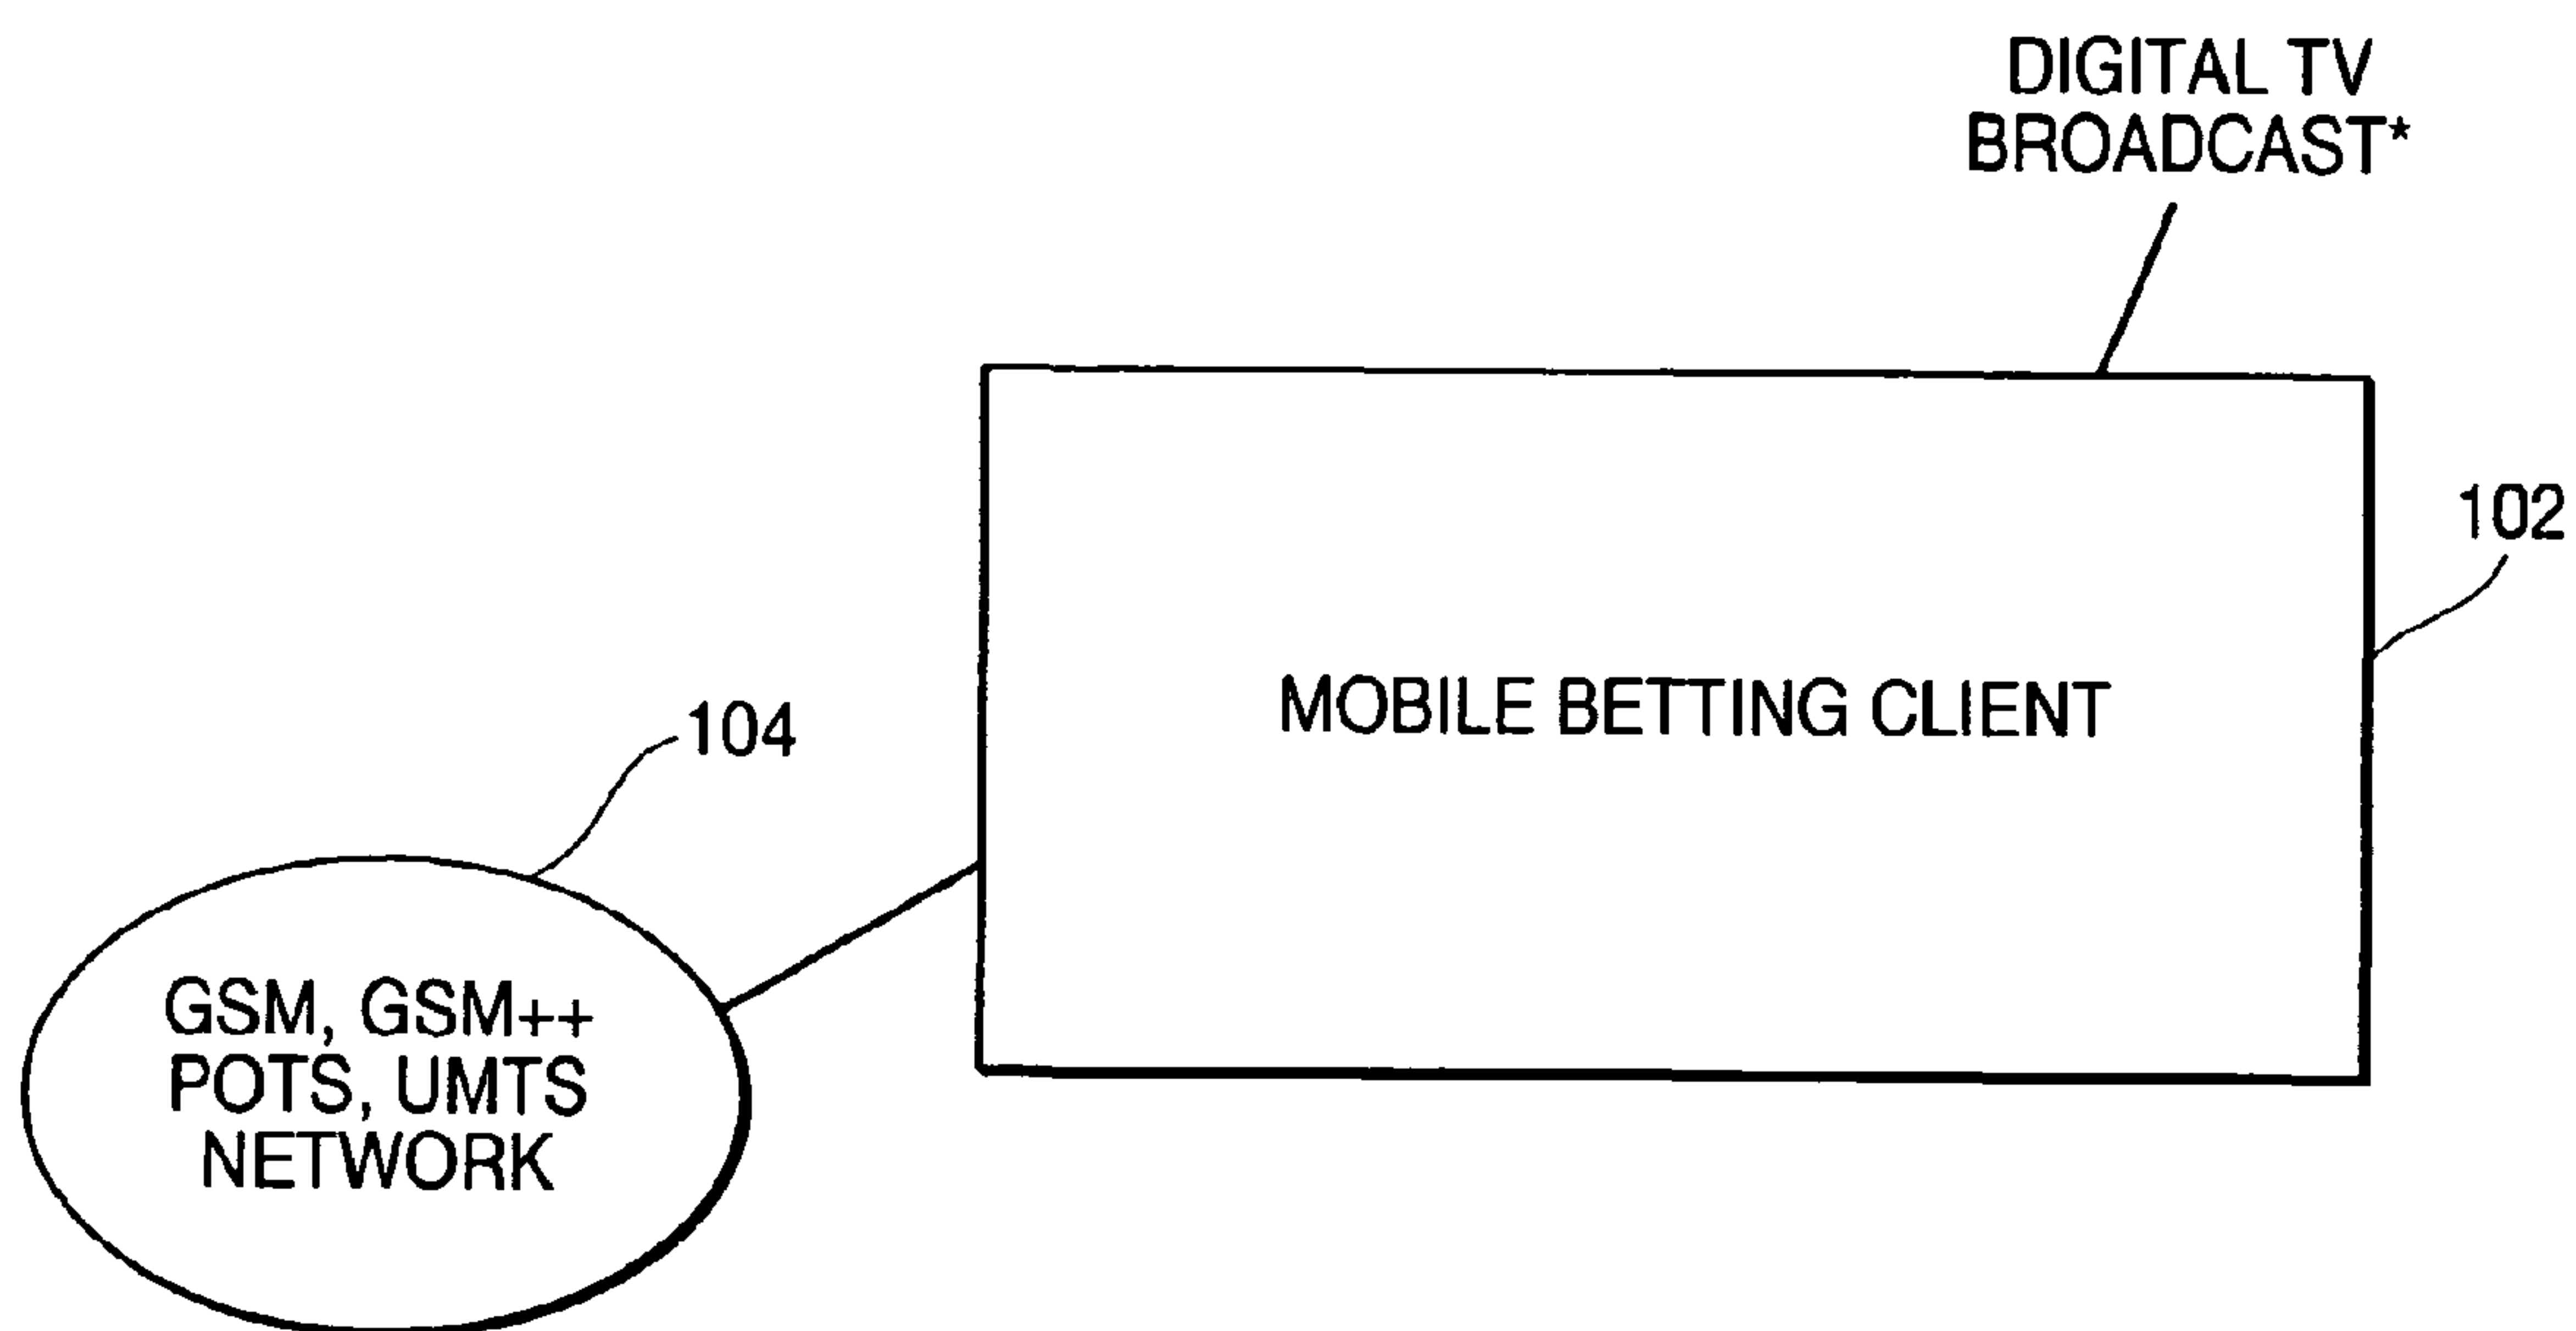 DIGITAL TV
BROADCAST*
102
MOBILE BETTING CLIENT
104
GSM, GSM++
POTS, UMTS
NETWORK